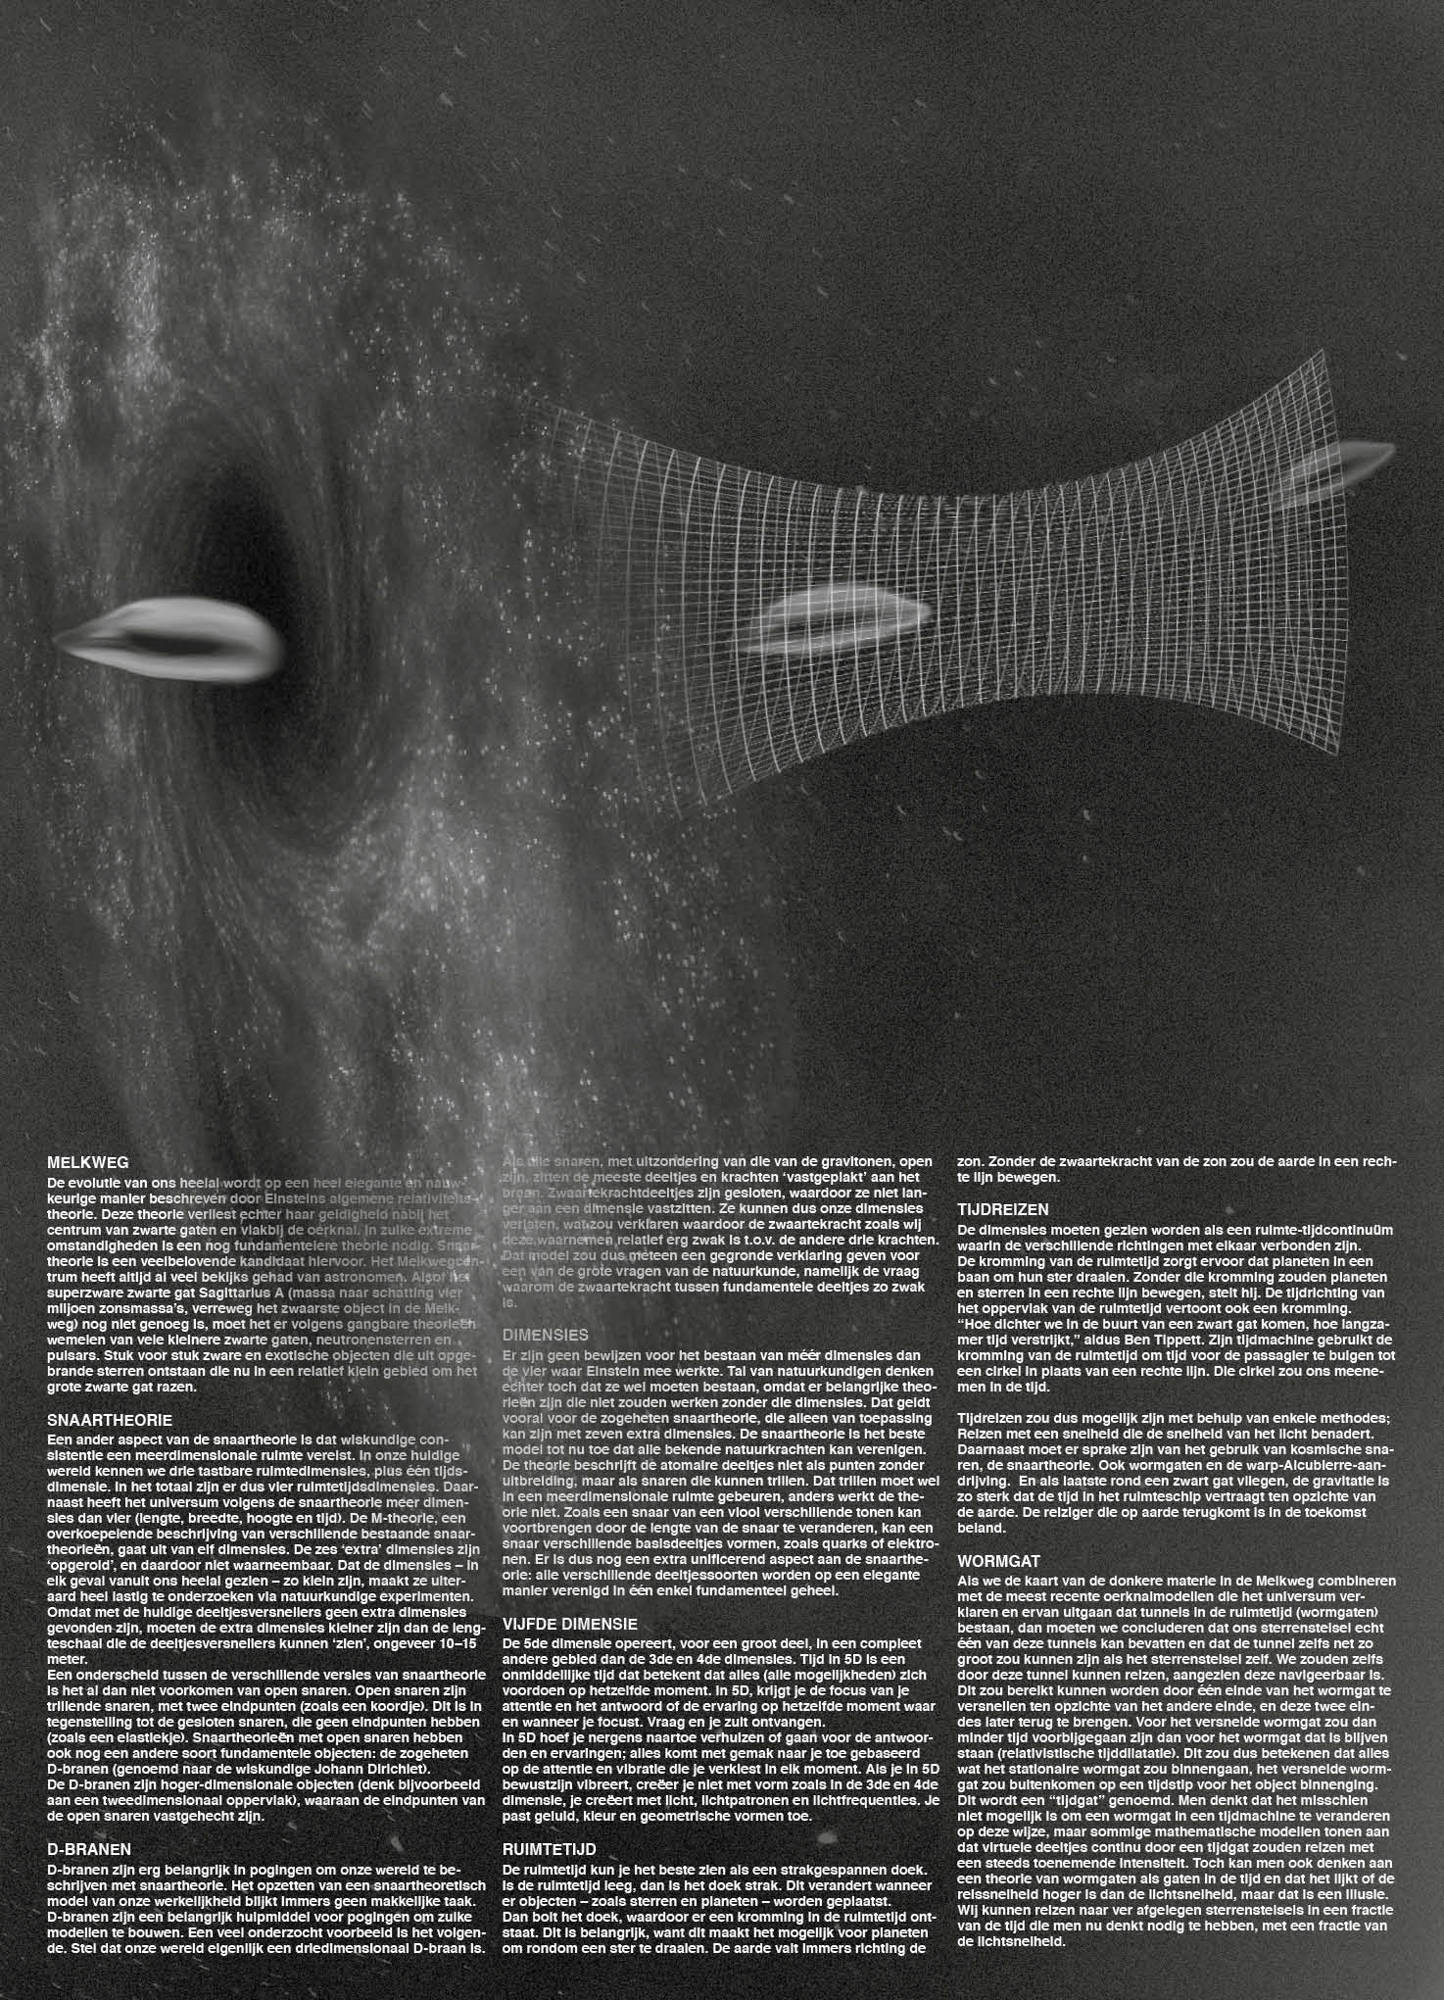 MELKWEG
De evolutie van ons heelal wordt op een heel elegante en nauw-
keurige manier beschreven door Einsteins algemene relativiteits-
theorie. Deze theorie verliest echter haar geldigheid nabij het
centrum van zwarte gaten en vlakbij de oerknal. In zulke extreme
omstandigheden is een nog fundamentelere theorie nodig. Snaar-
theorie is een veelbelovende kandidaat hiervoor. Het Melkwegcen-
trum heeft altijd al veel bekijks gehad van astronomen. Alsof het
superzware zwarte gat Sagittarius A (massa naar schatting vier
miljoen zonsmassa's, verreweg het zwaarste object in de Melk-
weg) nog niet genoeg is, moet het er volgens gangbare theorieën
wemelen van vele kleinere zwarte gaten, neutronensterren en
pulsars. Stuk voor stuk zware en exotische objecten die uit opge-
brande sterren ontstaan die nu in een relatief klein gebied om het
grote zwarte gat razen.
SNAARTHEORIE
Een ander aspect van de snaartheorie is dat wiskundige con-
sistentie een meerdimensionale ruimte vereist. In onze huidige
wereld kennen we drie tastbare ruimtedimensies, plus één tijds-
dimensie. In het totaal zijn er dus vier ruimtetijdsdimensies. Daar-
naast heeft het universum volgens de snaartheorie meer dimen-
sies dan vier (lengte, breedte, hoogte en tijd). De M-theorie, een
overkoepelende beschrijving van verschillende bestaande snaar-
theorieën, gaat uit van elf dimensies. De zes ‘extra’ dimensies zijn
‘opgerold’, en daardoor niet waarneembaar. Dat de dimensies – in
elk geval vanuit ons heelal gezien – zo klein zijn, maakt ze uiter-
aard heel lastig te onderzoeken via natuurkundige experimenten.
Omdat met de huidige deeltjesversnellers geen extra dimensies
gevonden zijn, moeten de extra dimensies kleiner zijn dan de leng-
teschaal die de deeltjesversnellers kunnen ‘zien’, ongeveer 10–15
meter.
Een onderscheid tussen de verschillende versies van snaartheorie
is het al dan niet voorkomen van open snaren. Open snaren zijn
trillende snaren, met twee eindpunten (zoals een koordje). Dit is in
tegenstelling tot de gesloten snaren, die geen eindpunten hebben
(zoals een elastiekje). Snaartheorieën met open snaren hebben
ook nog een andere soort fundamentele objecten: de zogeheten
D-branen (genoemd naar de wiskundige Johann Dirichlet).
De D-branen zijn hoger-dimensionale objecten (denk bijvoorbeeld
aan een tweedimensionaal oppervlak), waaraan de eindpunten van
de open snaren vastgehecht zijn.
D-BRANEN
D-branen zijn erg belangrijk in pogingen om onze wereld te be-
schrijven met snaartheorie. Het opzetten van een snaartheoretisch
model van onze werkelijkheid blijkt immers geen makkelijke taak.
D-branen zijn een belangrijk hulpmiddel voor pogingen om zulke
modellen te bouwen. Een veel onderzocht voorbeeld is het volgen-
de. Stel dat onze wereld eigenlijk een driedimensionaal D-braan is.
Als alle snaren, met uitzondering van die van de gravitonen, open
zijn, zitten de meeste deeltjes en krachten ‘vastgeplakt’ aan het
braan. Zwaartekrachtdeeltjes zijn gesloten, waardoor ze niet lan-
ger aan een dimensie vastzitten. Ze kunnen dus onze dimensies
verlaten, wat zou verklaren waardoor de zwaartekracht zoals wij
deze waarnemen relatief erg zwak is t.o.v. de andere drie krachten.
Dat model zou dus meteen een gegronde verklaring geven voor
een van de grote vragen van de natuurkunde, namelijk de vraag
waarom de zwaartekracht tussen fundamentele deeltjes zo zwak
is.
DIMENSIES
Er zijn geen bewijzen voor het bestaan van méér dimensies dan
de vier waar Einstein mee werkte. Tal van natuurkundigen denken
echter toch dat ze wel moeten bestaan, omdat er belangrijke theo-
rieën zijn die niet zouden werken zonder die dimensies. Dat geldt
vooral voor de zogeheten snaartheorie, die alleen van toepassing
kan zijn met zeven extra dimensies. De snaartheorie is het beste
model tot nu toe dat alle bekende natuurkrachten kan verenigen.
De theorie beschrijft de atomaire deeltjes niet als punten zonder
uitbreiding, maar als snaren die kunnen trillen. Dat trillen moet wel
in een meerdimensionale ruimte gebeuren, anders werkt de the-
orie niet. Zoals een snaar van een viool verschillende tonen kan
voortbrengen door de lengte van de snaar te veranderen, kan een
snaar verschillende basisdeeltjes vormen, zoals quarks of elektro-
nen. Er is dus nog een extra unificerend aspect aan de snaarthe-
orie: alle verschillende deeltjessoorten worden op een elegante
manier verenigd in één enkel fundamenteel geheel.
VIJFDE DIMENSIE
De 5de dimensie opereert, voor een groot deel, in een compleet
andere gebied dan de 3de en 4de dimensies. Tijd in 5D is een
onmiddellijke tijd dat betekent dat alles (alle mogelijkheden) zich
voordoen op hetzelfde moment. In 5D, krijgt je de focus van je
attentie en het antwoord of de ervaring op hetzelfde moment waar
en wanneer je focust. Vraag en je zult ontvangen.
In 5D hoef je nergens naartoe verhuizen of gaan voor de antwoor-
den en ervaringen; alles komt met gemak naar je toe gebaseerd
op de attentie en vibratie die je verkiest in elk moment. Als je in 5D
bewustzijn vibreert, creëer je niet met vorm zoals in de 3de en 4de
dimensie, je creëert met licht, lichtpatronen en lichtfrequenties. Je
past geluid, kleur en geometrische vormen toe.
RUIMTETIJD
De ruimtetijd kun je het beste zien als een strakgespannen doek.
Is de ruimtetijd leeg, dan is het doek strak. Dit verandert wanneer
er objecten – zoals sterren en planeten – worden geplaatst.
Dan bolt het doek, waardoor er een kromming in de ruimtetijd ont-
staat. Dit is belangrijk, want dit maakt het mogelijk voor planeten
om rondom een ster te draaien. De aarde valt immers richting de
zon. Zonder de zwaartekracht van de zon zou de aarde in een rech-
te lijn bewegen.
TIJDREIZEN
De dimensies moeten gezien worden als een ruimte-tijdcontinuüm
waarin de verschillende richtingen met elkaar verbonden zijn.
De kromming van de ruimtetijd zorgt ervoor dat planeten in een
baan om hun ster draaien. Zonder die kromming zouden planeten
en sterren in een rechte lijn bewegen, stelt hij. De tijdrichting van
het oppervlak van de ruimtetijd vertoont ook een kromming.
“Hoe dichter we in de buurt van een zwart gat komen, hoe langza-
mer tijd verstrijkt,” aldus Ben Tippett. Zijn tijdmachine gebruikt de
kromming van de ruimtetijd om tijd voor de passagier te buigen tot
een cirkel in plaats van een rechte lijn. Die cirkel zou ons meene-
men in de tijd.
Tijdreizen zou dus mogelijk zijn met behulp van enkele methodes;
Reizen met een snelheid die de snelheid van het licht benadert.
Daarnaast moet er sprake zijn van het gebruik van kosmische sna-
ren, de snaartheorie. Ook wormgaten en de warp-Alcubierre-aan-
drijving. En als laatste rond een zwart gat vliegen, de gravitatie is
zo sterk dat de tijd in het ruimteschip vertraagt ten opzichte van
de aarde. De reiziger die op aarde terugkomt is in de toekomst
beland.
WORMGAT
Als we de kaart van de donkere materie in de Melkweg combineren
met de meest recente oerknalmodellen die het universum ver-
klaren en ervan uitgaan dat tunnels in de ruimtetijd (wormgaten)
bestaan, dan moeten we concluderen dat ons sterrenstelsel echt
één van deze tunnels kan bevatten en dat de tunnel zelfs net zo
groot zou kunnen zijn als het sterrenstelsel zelf. We zouden zelfs
door deze tunnel kunnen reizen, aangezien deze navigeerbaar is.
Dit zou bereikt kunnen worden door één einde van het wormgat te
versnellen ten opzichte van het andere einde, en deze twee ein-
des later terug te brengen. Voor het versnelde wormgat zou dan
minder tijd voorbijgegaan zijn dan voor het wormgat dat is blijven
staan (relativistische tijddilatatie). Dit zou dus betekenen dat alles
wat het stationaire wormgat zou binnengaan, het versnelde worm-
gat zou buitenkomen op een tijdstip voor het object binnenging.
Dit wordt een “tijdgat” genoemd. Men denkt dat het misschien
niet mogelijk is om een wormgat in een tijdmachine te veranderen
op deze wijze, maar sommige mathematische modellen tonen aan
dat virtuele deeltjes continu door een tijdgat zouden reizen met
een steeds toenemende intensiteit. Toch kan men ook denken aan
een theorie van wormgaten als gaten in de tijd en dat het lijkt of de
reissnelheid hoger is dan de lichtsnelheid, maar dat is een illusie.
Wij kunnen reizen naar ver afgelegen sterrenstelsels in een fractie
van de tijd die men nu denkt nodig te hebben, met een fractie van
de lichtsnelheid.